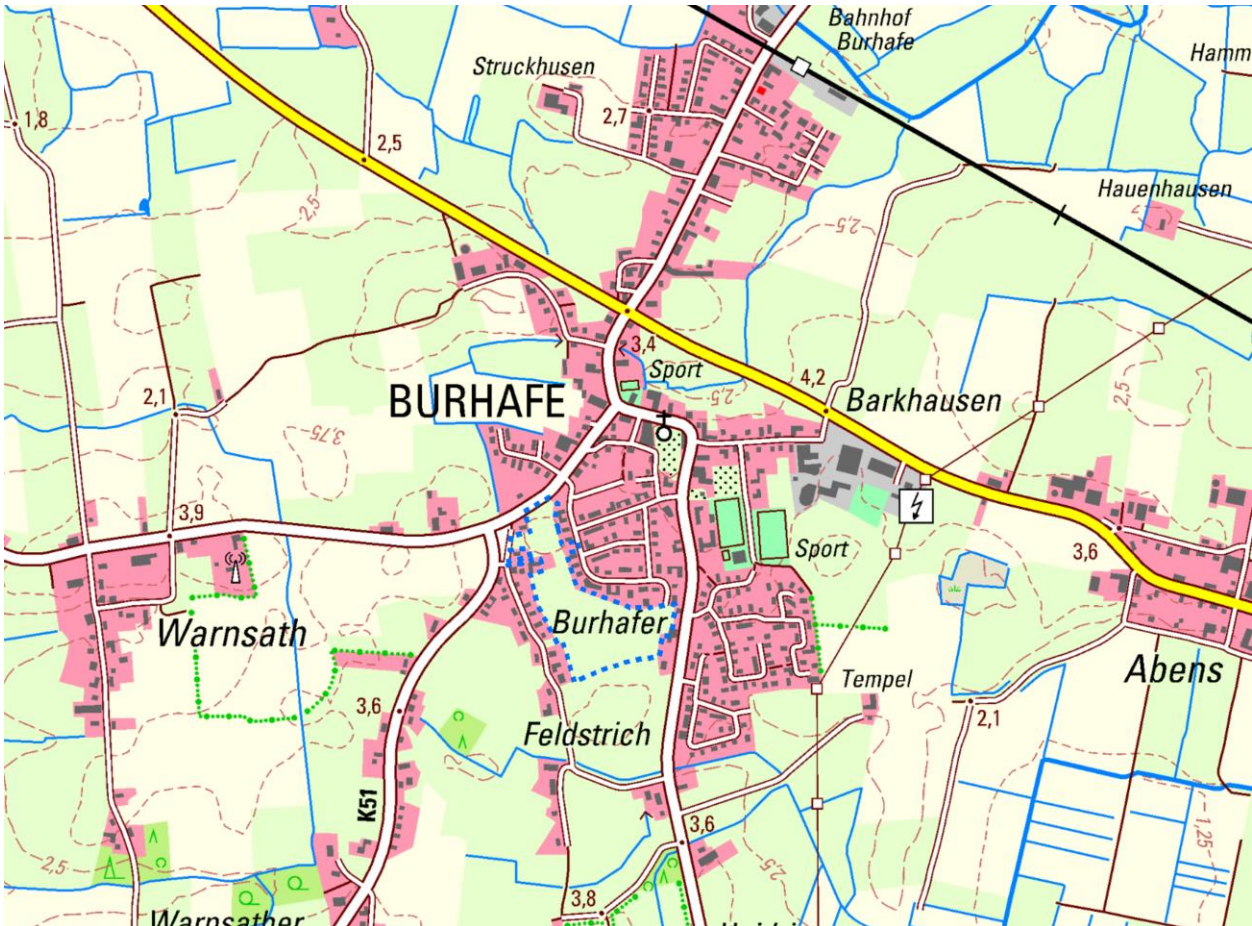 Bahnhof
Burhafe
Hamm
Struckhusen
1,8
2,7
2,5
Hauenhausen
2,5
2,5
3,4
Sport
4,2
2,5
2,5
BURHAFE
Barkhausen
2,1
3,75
3,9
Sport
3,6
Warnsath
Burhafer
Abens
Tempel
3,6
Feldstrich
2,1
K51
3,6
1,25
2,5
2,5
3,8
Warnsather